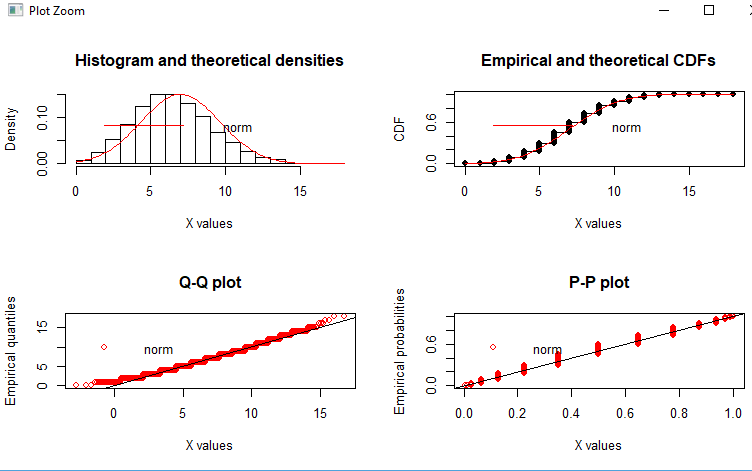 Plot Zoom
Histogram and theoretical densities
Density
0.00 0.10
norm
0 5 10 15
X values
Empirical and theoretical CDFs
CDF
0.0 0.6
norm
0 5 10 15
X values
Q-Q plot
Empirical quantiles
0 5 15
norm
0 5 10 15
X values
P-P plot
Empirical probabilities
0.0 0.6
norm
0.0 0.2 0.4 0.6 0.8 1.0
X values